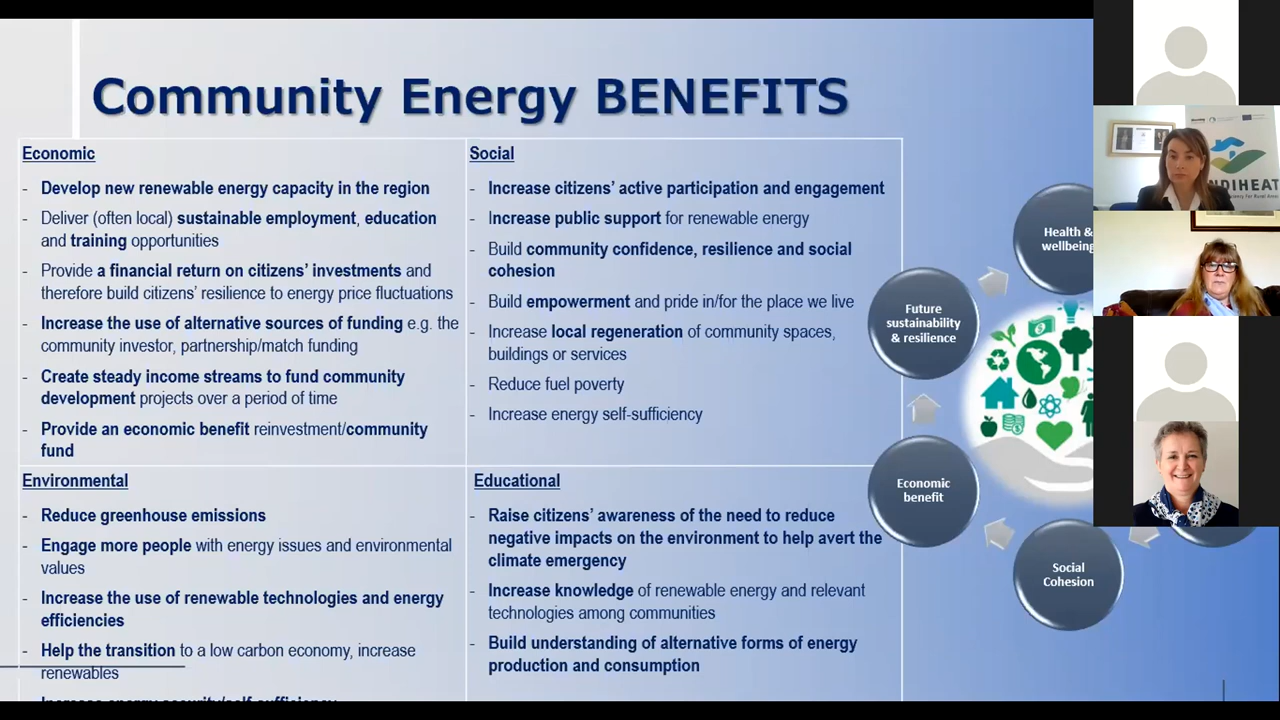 Community Energy BENEFITS
Economic
- Develop new renewable energy capacity in the region
- Deliver (often local) sustainable employment, education
and training opportunities
- Provide a financial return on citizens' investments and
therefore build citizens' resilience to energy price fluctuations
- Increase the use of alternative sources of funding e.g. the
community investor, partnership/match funding
- Create steady income streams to fund community
development projects over a period of time
- Provide an economic benefit reinvestment/community
fund
Social
- Increase citizens' active participation and engagement
- Increase public support for renewable energy
- Build community confidence, resilience and social
cohesion
- Build empowerment and pride in/for the place we live
- Increase local regeneration of community spaces,
buildings or services
- Reduce fuel poverty
- Increase energy self-sufficiency
Environmental
- Reduce greenhouse emissions
- Engage more people with energy issues and environmental
values
- Increase the use of renewable technologies and energy
efficiencies
- Help the transition to a low carbon economy, increase
renewables
Increase energy security/self-sufficiency
Educational
- Raise citizens' awareness of the need to reduce
negative impacts on the environment to help avert the
climate emergency
- Increase knowledge of renewable energy and relevant
technologies among communities
- Build understanding of alternative forms of energy
production and consumption
Health &
wellbeing
Future
sustainability
& resilience
Economic
benefit
Social
Cohesion
NDIHEAT